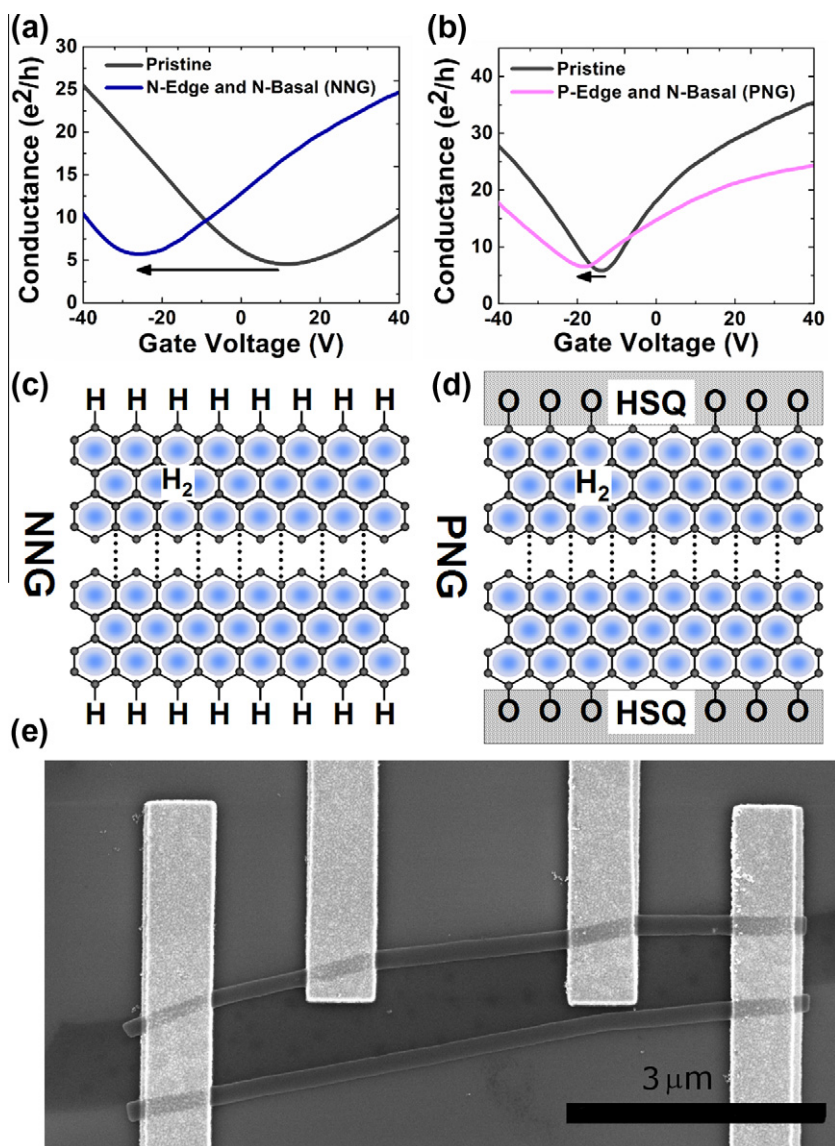 (a)
30
25
20
15
10
5
0
Conductance (e²/h)
Pristine
N-Edge and N-Basal (NNG)
-40 -20 0 20 40
Gate Voltage (V)
(b)
40
30
20
10
0
Conductance (e²/h)
Pristine
P-Edge and N-Basal (PNG)
-40 -20 0 20 40
Gate Voltage (V)
(c)
H H H H H H H H
H₂
NNG
H H H H H H H H
(d)
O O O HSQ O O O
H₂
PNG
O O O HSQ O O O
(e)
3 μm